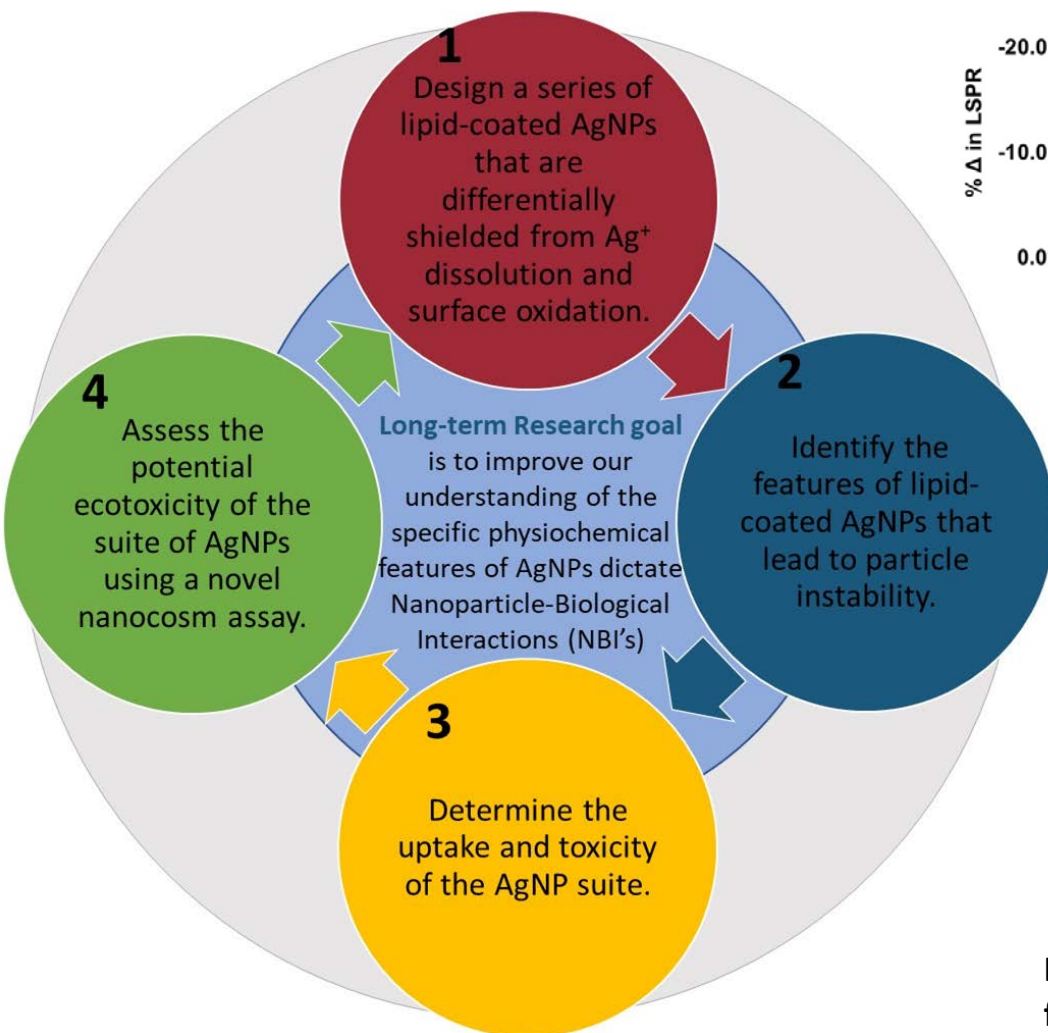 1
Design a series of
lipid-coated AgNPs
that are
differentially
shielded from Ag⁺
dissolution and
surface oxidation.
2
Identify the
features of lipid-
coated AgNPs that
lead to particle
instability.
3
Determine the
uptake and toxicity
of the AgNP suite.
4
Assess the
potential
ecotoxicity of the
suite of AgNPs
using a novel
nanocosm assay.
Long-term Research goal
is to improve our
understanding of the
specific physiochemical
features of AgNPs dictate
Nanoparticle-Biological
Interactions (NBI's)
% Δ in LSPR
-20.0
-10.0
0.0